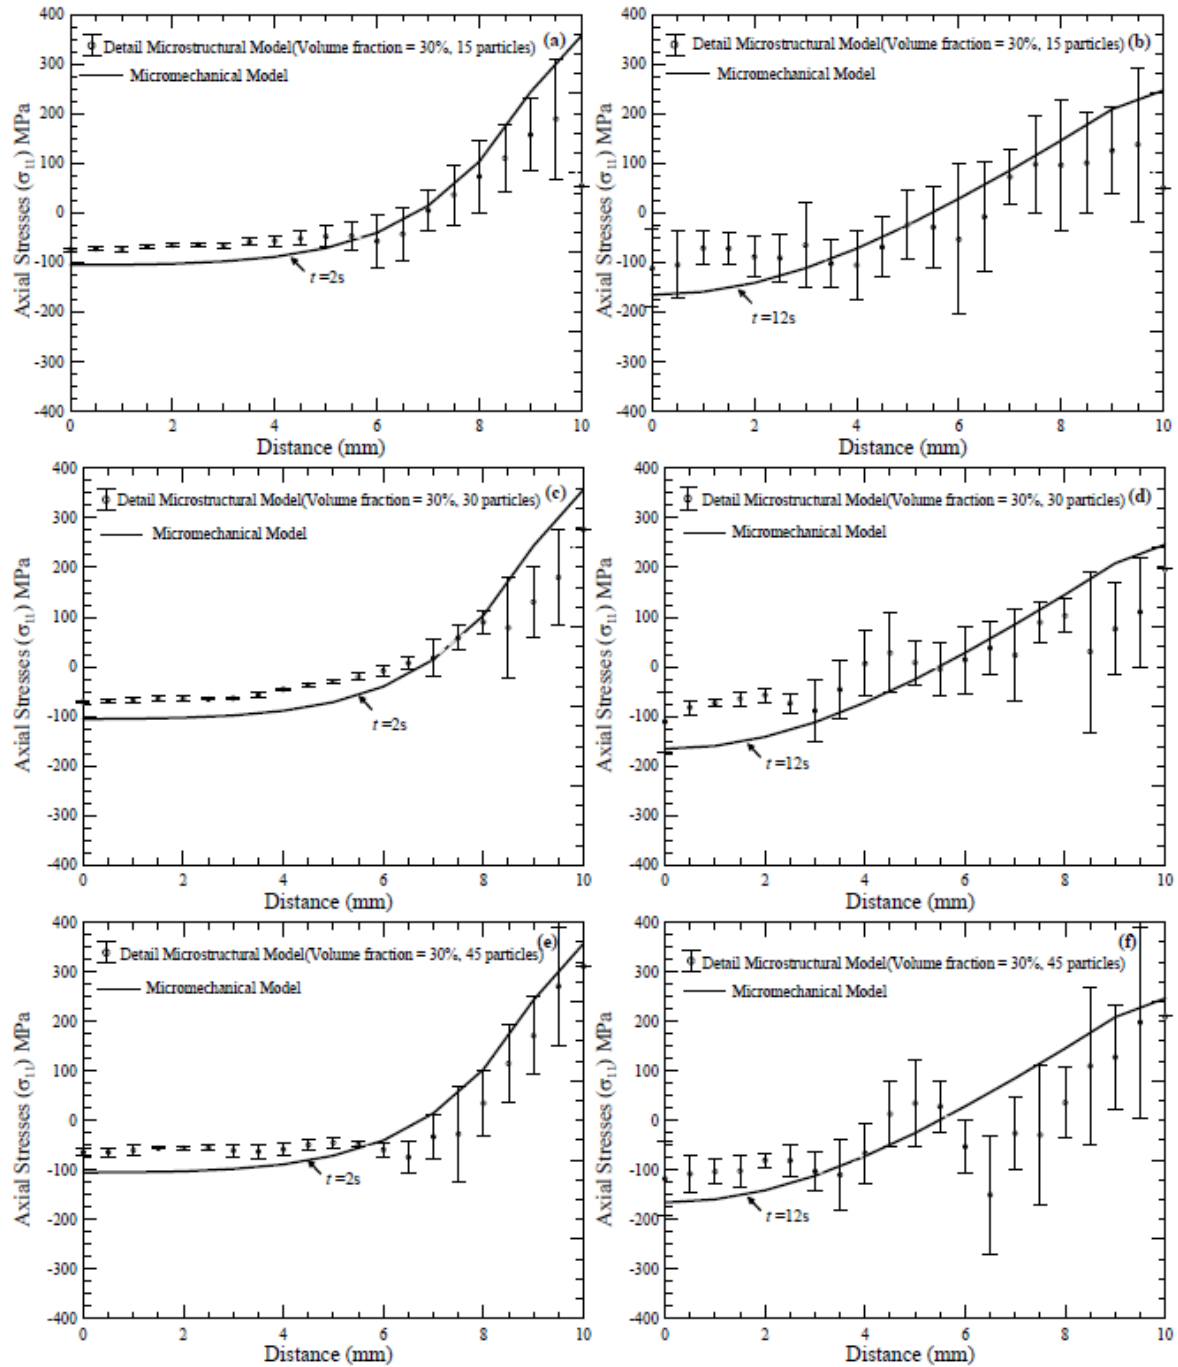 400
300
200
100
0
-100
-200
-300
-400
Axial Stresses (σ₁₁) MPa
Detail Microstructural Model(Volume fraction = 30%, 15 particles)
(a)
Micromechanical Model
t =2s
0 2 4 6 8 10
Distance (mm)
400
300
200
100
0
-100
-200
-300
-400
Axial Stresses (σ₁₁) MPa
Detail Microstructural Model(Volume fraction = 30%, 15 particles)
(b)
Micromechanical Model
t =12s
0 2 4 6 8 10
Distance (mm)
400
300
200
100
0
-100
-200
-300
-400
Axial Stresses (σ₁₁) MPa
Detail Microstructural Model(Volume fraction = 30%, 30 particles)
(c)
Micromechanical Model
t =2s
0 2 4 6 8 10
Distance (mm)
400
300
200
100
0
-100
-200
-300
-400
Axial Stresses (σ₁₁) MPa
Detail Microstructural Model(Volume fraction = 30%, 30 particles)
(d)
Micromechanical Model
t =12s
0 2 4 6 8 10
Distance (mm)
400
300
200
100
0
-100
-200
-300
-400
Axial Stresses (σ₁₁) MPa
(e)
Detail Microstructural Model(Volume fraction = 30%, 45 particles)
Micromechanical Model
t =2s
0 2 4 6 8 10
Distance (mm)
400
300
200
100
0
-100
-200
-300
-400
Axial Stresses (σ₁₁) MPa
(f)
Detail Microstructural Model(Volume fraction = 30%, 45 particles)
Micromechanical Model
t =12s
0 2 4 6 8 10
Distance (mm)